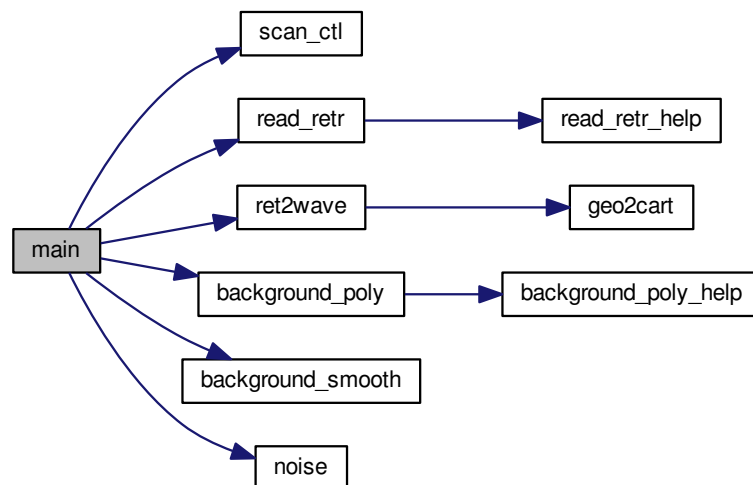 scan_ctl
read_retr
read_retr_help
ret2wave
geo2cart
main
background_poly
background_poly_help
background_smooth
noise